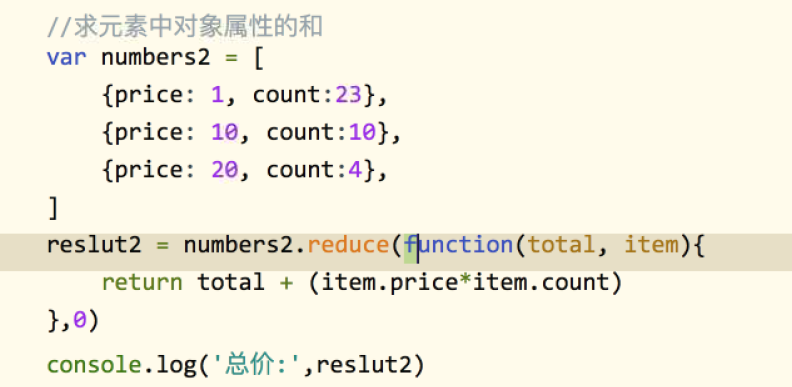 //求元素中对象属性的和
var numbers2 = [
    {price: 1, count:23},
    {price: 10, count:10},
    {price: 20, count:4},
]
reslut2 = numbers2.reduce(function(total, item){
    return total + (item.price*item.count)
},0)
console.log('总价:',reslut2)